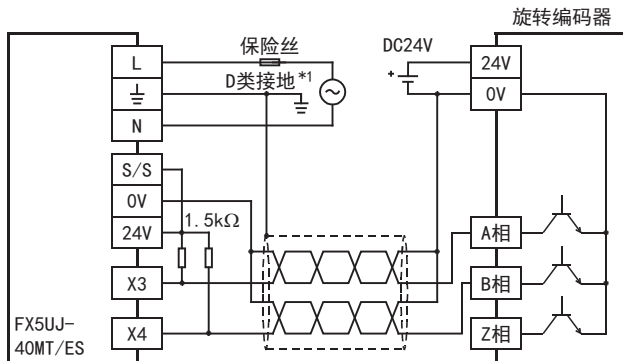 旋转编码器
L
保险丝
DC24V
24V
D类接地*1
+
0V
N
S/S
0V
1.5kΩ
24V
A相
X3
B相
FX5UJ-
40MT/ES
X4
Z相